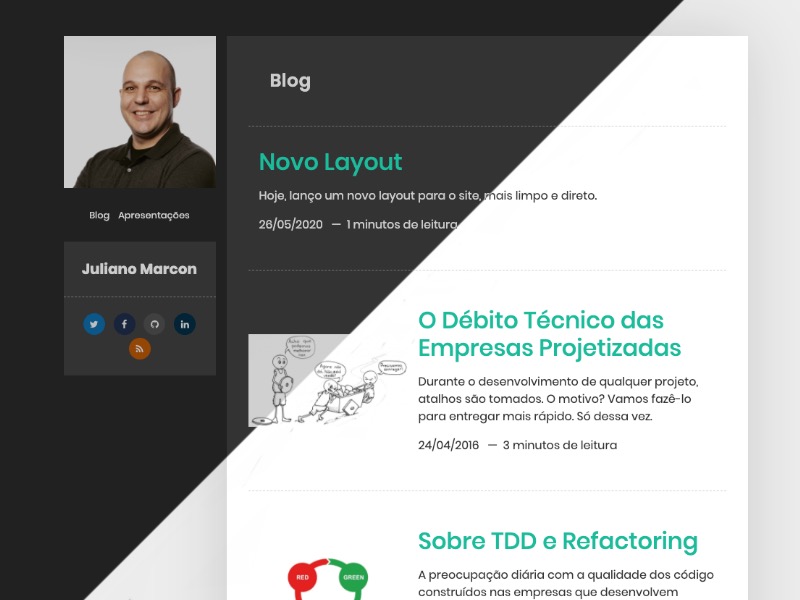 Blog Apresentações
Juliano Marcon
Blog
Novo Layout
Hoje, lanço um novo layout para o site, mais limpo e direto.
26/05/2020 — 1 minutos de leitura
O Débito Técnico das
Empresas Projetizadas
Durante o desenvolvimento de qualquer projeto,
atalhos são tomados. O motivo? Vamos fazê-lo
para entregar mais rápido. Só dessa vez.
24/04/2016 — 3 minutos de leitura
Sobre TDD e Refactoring
A preocupação diária com a qualidade dos código
construídos nas empresas que desenvolvem
RED
GREEN